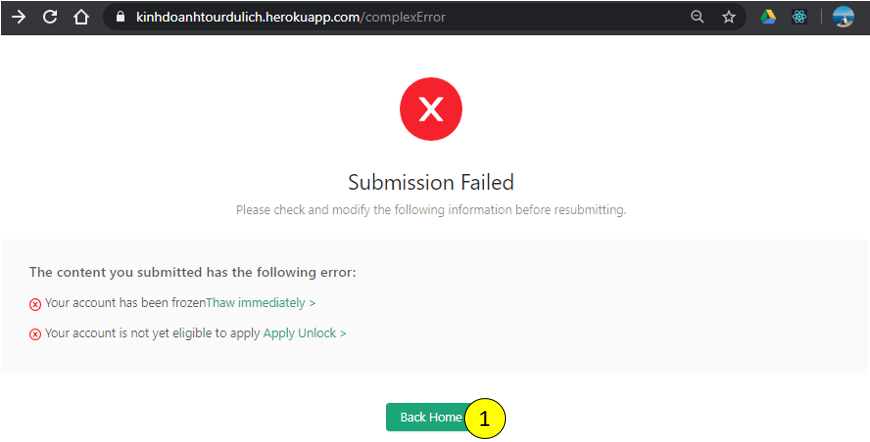 kinhdoanhtourdulich.herokuapp.com/complexError
X
Submission Failed
Please check and modify the following information before resubmitting.
The content you submitted has the following error:
Your account has been frozenThaw immediately >
Your account is not yet eligible to apply Apply Unlock >
Back Home 1